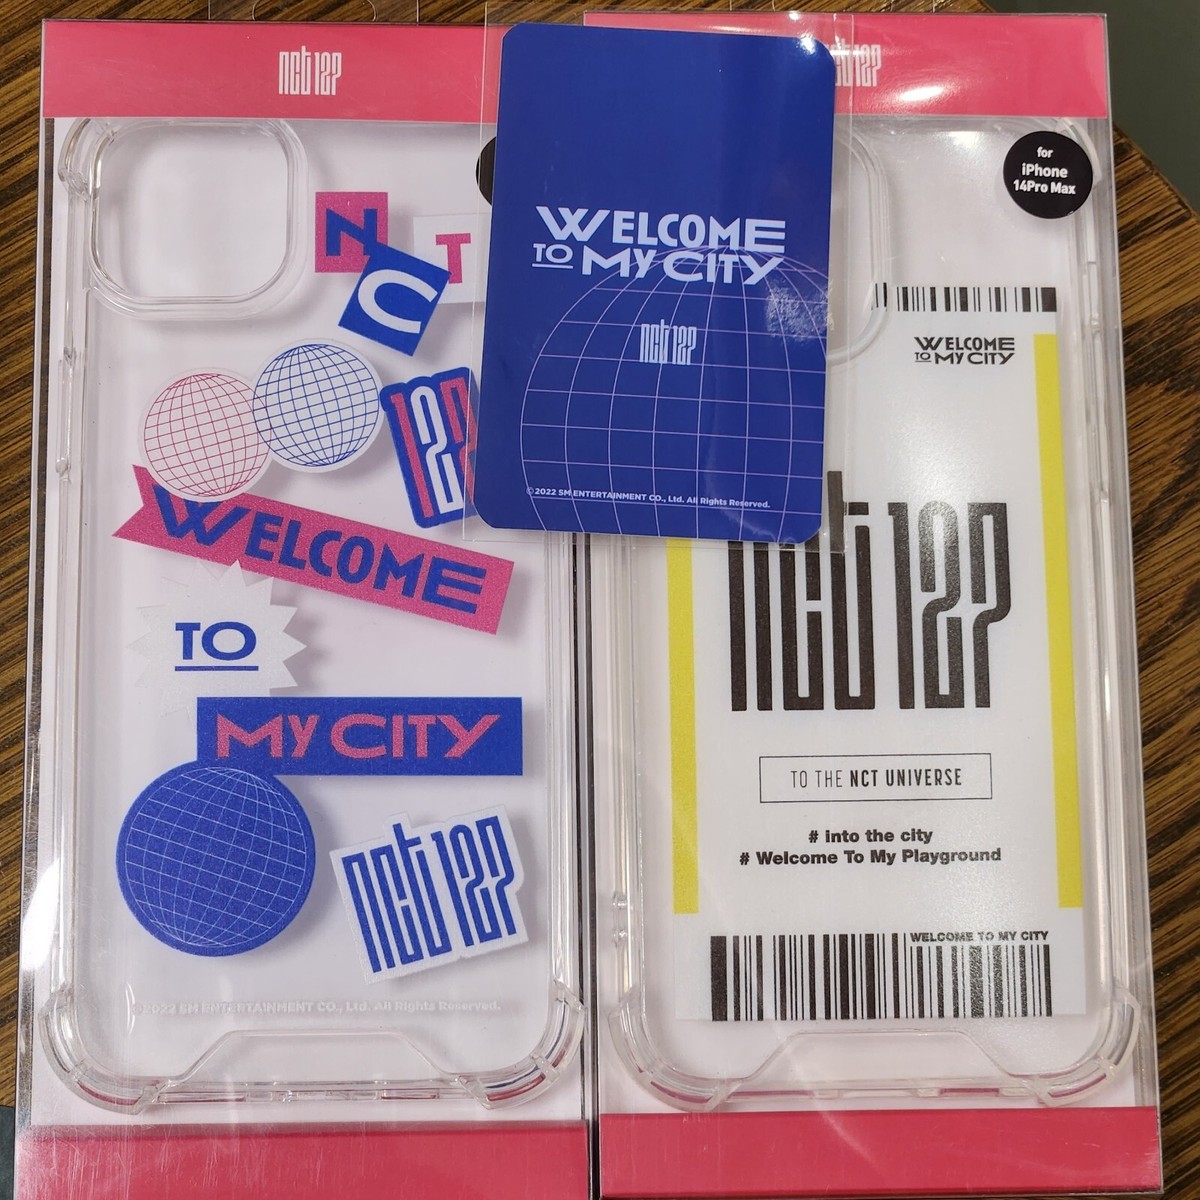 nct 127
nct 127
for
iPhone
14Pro Max
N
C
T
127
WELCOME
TO
MY CITY
nct 127
© 2022 SM ENTERTAINMENT CO., Ltd. All Rights Reserved.
WELCOME
TO MY CITY
nct 127
© 2022 SM ENTERTAINMENT CO., Ltd. All Rights Reserved.
WELCOME
TO MY CITY
nct 127
TO THE NCT UNIVERSE
# into the city
# Welcome To My Playground
WELCOME TO MY CITY